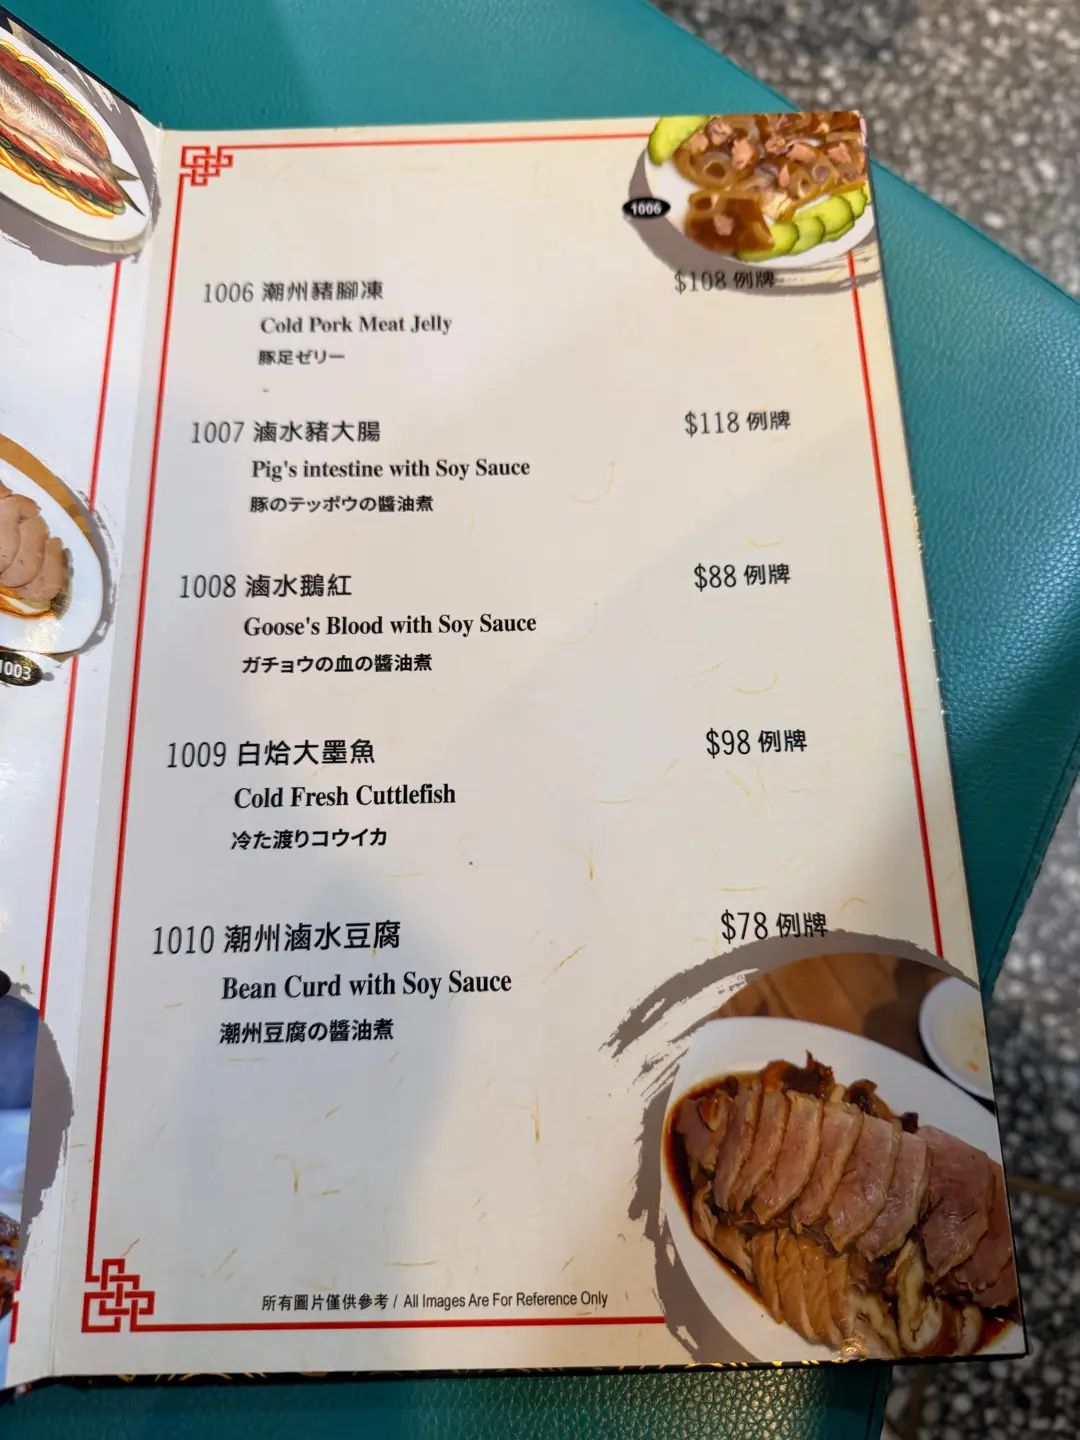 1003
1006
1006 潮州豬腳凍 $108 例牌
Cold Pork Meat Jelly
豚足ゼリー
1007 滷水豬大腸 $118 例牌
Pig's intestine with Soy Sauce
豚のテッポウの醬油煮
1008 滷水鵝紅 $88 例牌
Goose's Blood with Soy Sauce
ガチョウの血の醬油煮
1009 白烚大墨魚 $98 例牌
Cold Fresh Cuttlefish
冷た渡りコウイカ
1010 潮州滷水豆腐 $78 例牌
Bean Curd with Soy Sauce
潮州豆腐の醬油煮
所有圖片僅供參考 / All Images Are For Reference Only